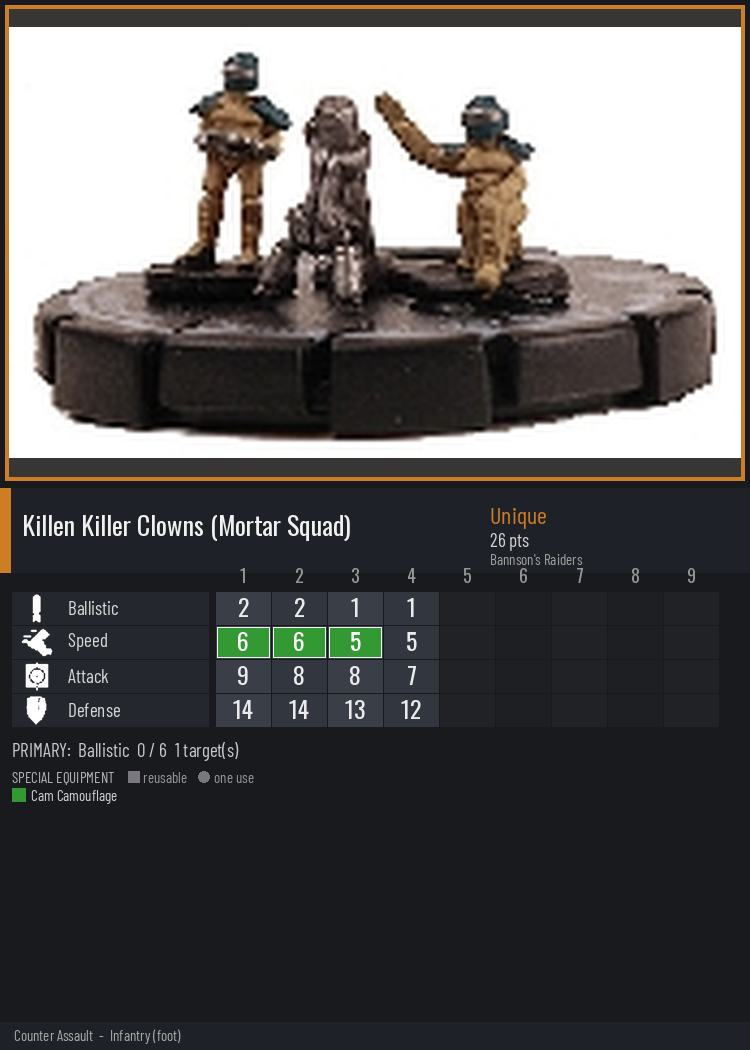 Killen Killer Clowns (Mortar Squad)
Unique
26 pts
Bannson's Raiders
1 2 3 4 5 6 7 8 9
Ballistic 2 2 1 1
Speed 6 6 5 5
Attack 9 8 8 7
Defense 14 14 13 12
PRIMARY: Ballistic 0 / 6 1 target(s)
SPECIAL EQUIPMENT reusable one use
Cam Camouflage
Counter Assault - Infantry (foot)